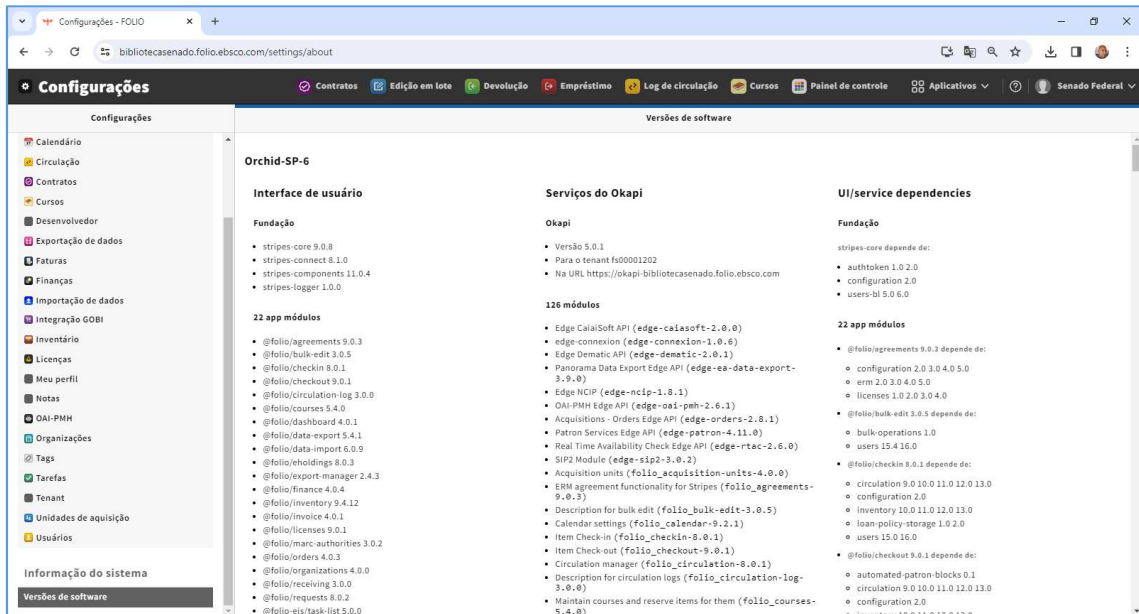 Configurações - FOLIO
bibliotecasenado.folio.ebsco.com/settings/about
Configurações
Contratos
Edição em lote
Devolução
Empréstimo
Log de circulação
Cursos
Painel de controle
Aplicativos
Senado Federal
Configurações
Calendário
Circulação
Contratos
Cursos
Desenvolvedor
Exportação de dados
Faturas
Finanças
Importação de dados
Integração GOBI
Inventário
Licenças
Meu perfil
Notas
OAI-PMH
Organizações
Tags
Tarefas
Tenant
Unidades de aquisição
Usuários
Informação do sistema
Versões de software
Versões de software
Orchid-SP-6
Interface de usuário
Fundação
• stripes-core 9.0.8
• stripes-connect 8.1.0
• stripes-components 11.0.4
• stripes-logger 1.0.0
22 app módulos
• @folio/agreements 9.0.3
• @folio/bulk-edit 3.0.5
• @folio/checkin 8.0.1
• @folio/checkout 9.0.1
• @folio/circulation-log 3.0.0
• @folio/courses 5.4.0
• @folio/dashboard 4.0.1
• @folio/data-export 5.4.1
• @folio/data-import 6.0.9
• @folio/eholdings 8.0.3
• @folio/export-manager 2.4.3
• @folio/finance 4.0.4
• @folio/inventory 9.4.12
• @folio/invoice 4.0.1
• @folio/licenses 9.0.1
• @folio/marc-authorities 3.0.2
• @folio/orders 4.0.3
• @folio/organizations 4.0.0
• @folio/receiving 3.0.0
• @folio/requests 8.0.2
• @folio-eis/task-list 5.0.0
Serviços do Okapi
Okapi
• Versão 5.0.1
• Para o tenant fs00001202
• Na URL https://okapi-bibliotecasenado.folio.ebsco.com
126 módulos
• Edge CaiaSoft API (edge-caiasoft-2.0.0)
• edge-connexion (edge-connexion-1.0.6)
• Edge Dematic API (edge-dematic-2.0.1)
• Panorama Data Export Edge API (edge-ea-data-export-
3.9.0)
• Edge NCIP (edge-ncip-1.8.1)
• OAI-PMH Edge API (edge-oai-pmh-2.6.1)
• Acquisitions - Orders Edge API (edge-orders-2.8.1)
• Patron Services Edge API (edge-patron-4.11.0)
• Real Time Availability Check Edge API (edge-rtac-2.6.0)
• SIP2 Module (edge-sip2-3.0.2)
• Acquisition units (folio_acquisition-units-4.0.0)
• ERM agreement functionality for Stripes (folio_agreements-
9.0.3)
• Description for bulk edit (folio_bulk-edit-3.0.5)
• Calendar settings (folio_calendar-9.2.1)
• Item Check-in (folio_checkin-8.0.1)
• Item Check-out (folio_checkout-9.0.1)
• Circulation manager (folio_circulation-8.0.1)
• Description for circulation logs (folio_circulation-log-
3.0.0)
• Maintain courses and reserve items for them (folio_courses-
5.4.0)
UI/service dependencies
Fundação
stripes-core depende de:
• authtoken 1.0 2.0
• configuration 2.0
• users-bl 5.0 6.0
22 app módulos
• @folio/agreements 9.0.3 depende de:
configuration 2.0 3.0 4.0 5.0
erm 2.0 3.0 4.0 5.0
licenses 1.0 2.0 3.0 4.0
• @folio/bulk-edit 3.0.5 depende de:
bulk-operations 1.0
users 15.4 16.0
• @folio/checkin 8.0.1 depende de:
circulation 9.0 10.0 11.0 12.0 13.0
configuration 2.0
inventory 10.0 11.0 12.0 13.0
loan-policy-storage 1.0 2.0
users 15.0 16.0
• @folio/checkout 9.0.1 depende de:
automated-patron-blocks 0.1
circulation 9.0 10.0 11.0 12.0 13.0
configuration 2.0